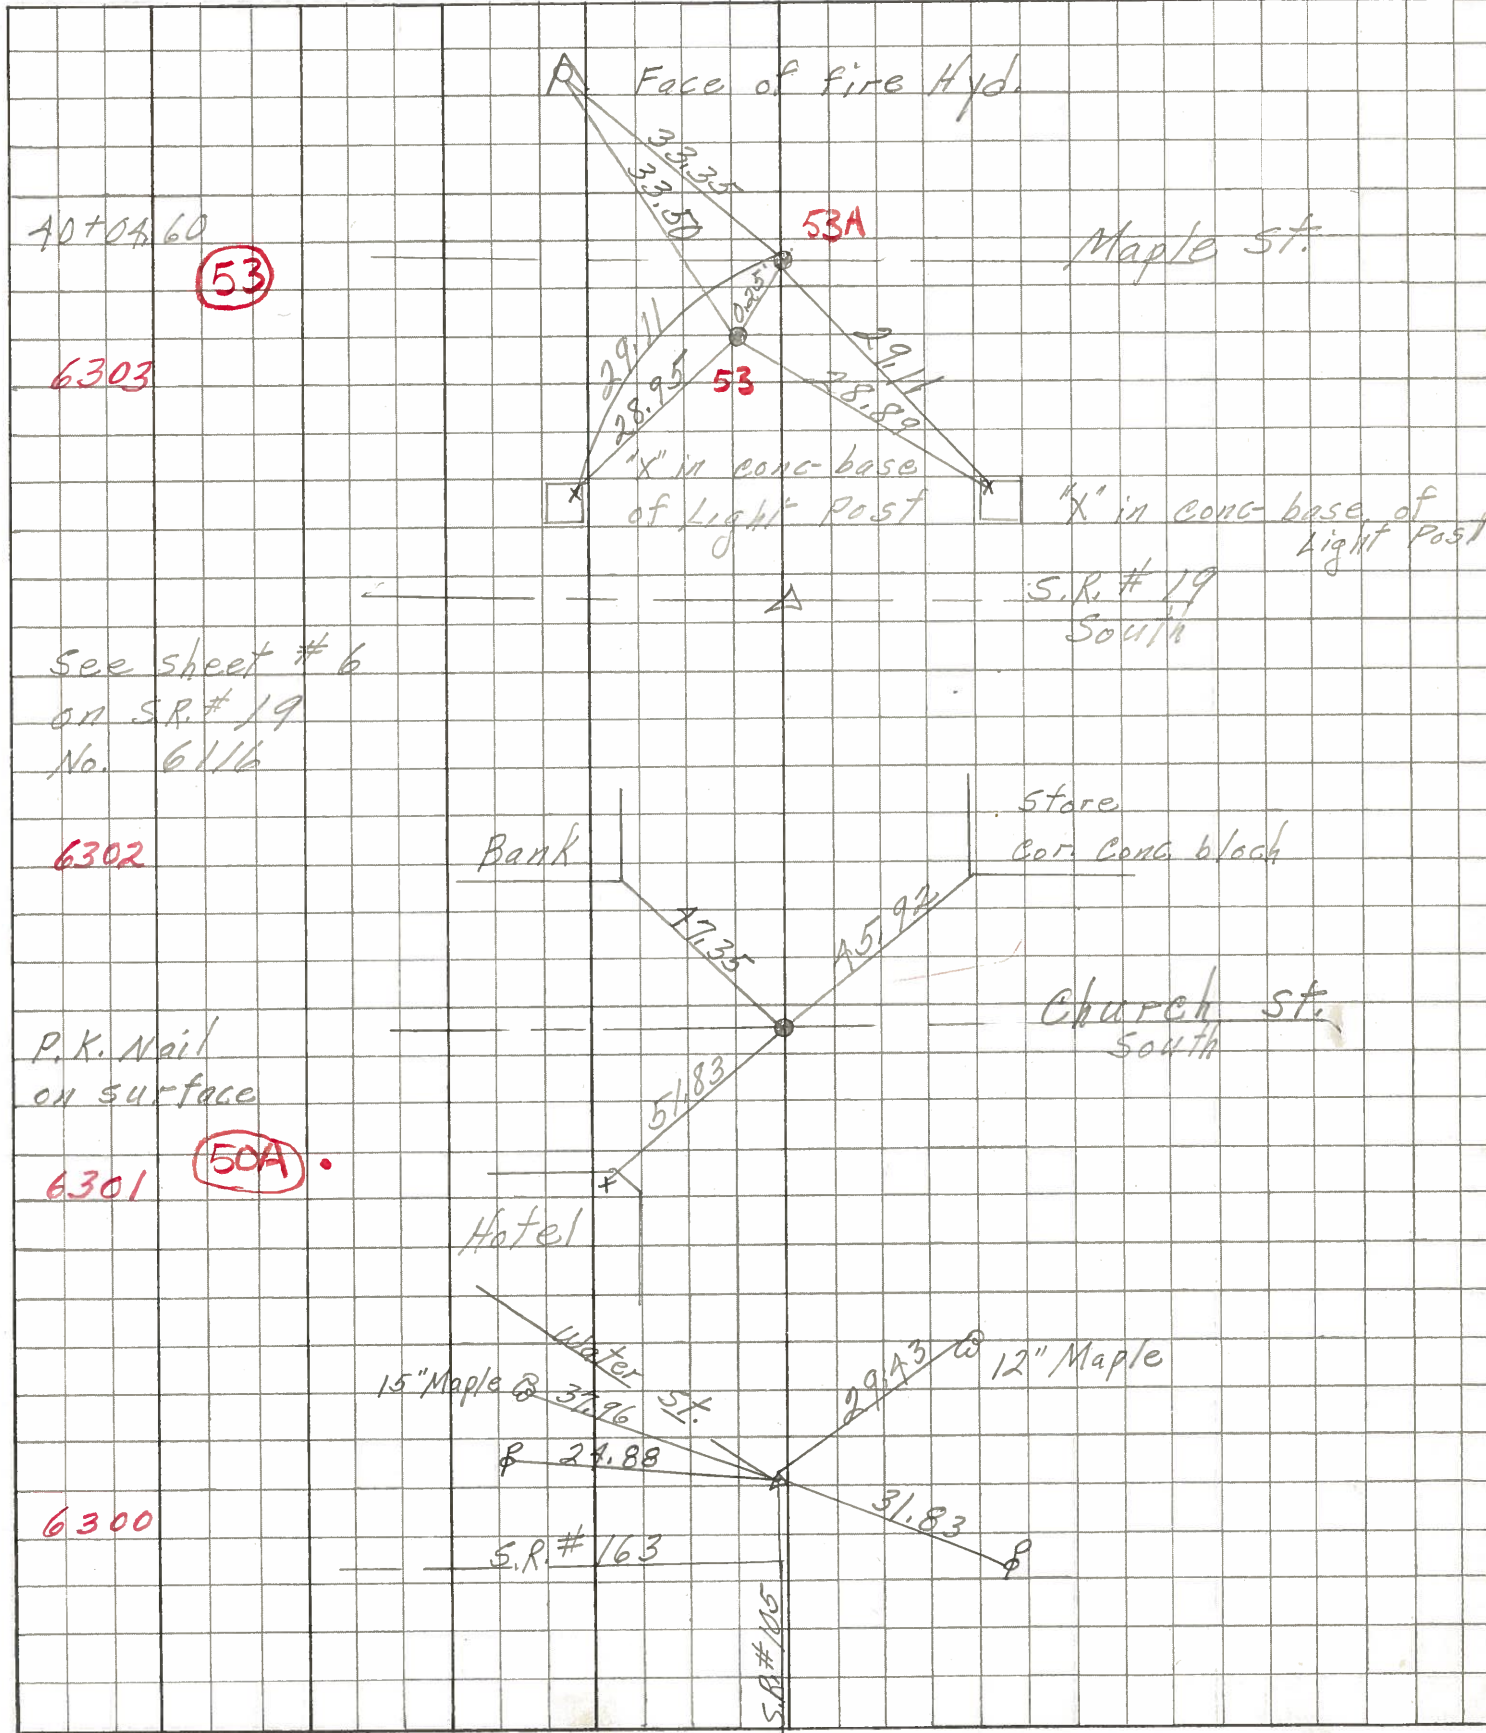 Face of fire Hyd.
33.35
33.50
40+04.60
53A
Maple St.
53
0.25'
29.11
29.11
6303
28.95
53
28.89
"X" in conc base
of Light Post
"X" in conc base of
Light Post
S.R. # 19
South
See sheet # 6
on S.R. # 19
No. 6116
Store
6302
Bank
cor. conc. block
47.35
45.92
Church St.
South
P.K. Nail
on surface
51.83
50A
6301
Hotel
Water St.
29.43
12" Maple
15" Maple
37.96
24.88
31.83
6300
S.R. # 163
S.R. # 105